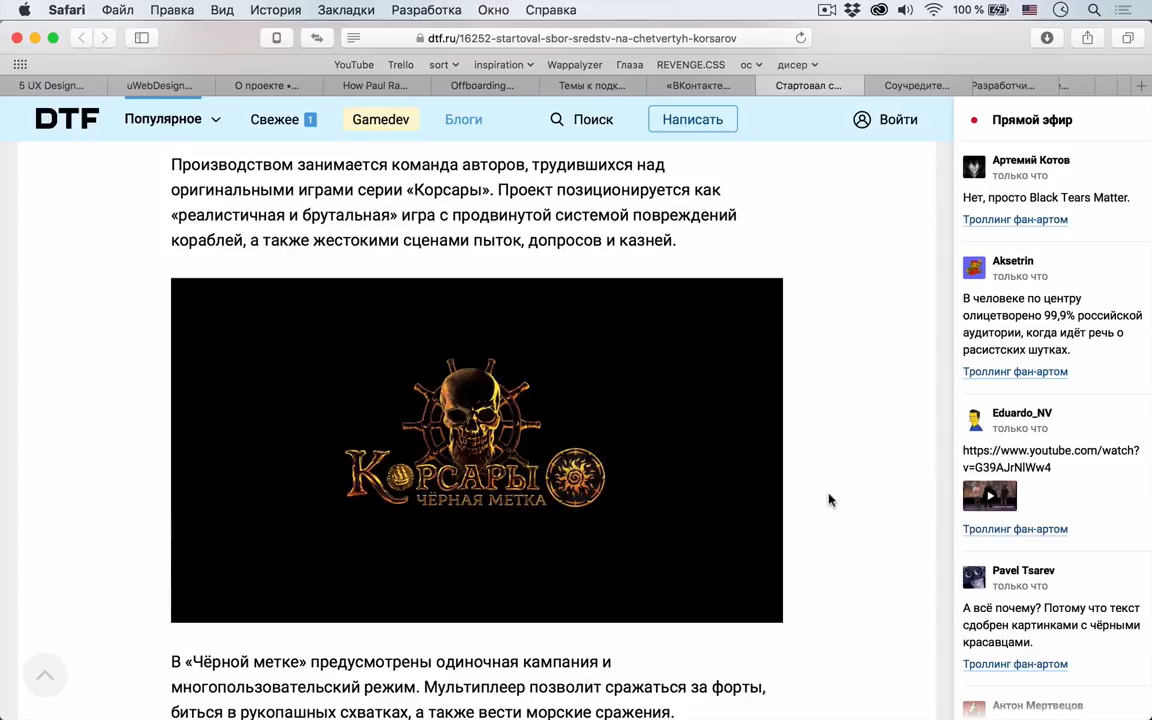 Safari Файл Правка Вид История Закладки Разработка Окно Справка 100 %
dtf.ru/16252-startoval-sbor-sredstv-na-chetvertyh-korsarov
YouTube Trello sort inspiration Wappalyzer Глаза REVENGE.CSS ос дисер
5 UX Design... uWebDesign... О проекте •... How Paul Ra... Offboarding... Темы к подк... «ВКонтакте... Стартовал с... Соучредите... Разработчи...
DTF Популярное Свежее 1 Gamedev Блоги Поиск Написать Войти
Производством занимается команда авторов, трудившихся над
оригинальными играми серии «Корсары». Проект позиционируется как
«реалистичная и брутальная» игра с продвинутой системой повреждений
кораблей, а также жестокими сценами пыток, допросов и казней.
КОРСАРЫ
ЧЁРНАЯ МЕТКА
В «Чёрной метке» предусмотрены одиночная кампания и
многопользовательский режим. Мультиплеер позволит сражаться за форты,
биться в рукопашных схватках, а также вести морские сражения.
Прямой эфир
Артемий Котов
только что
Нет, просто Black Tears Matter.
Троллинг фан-артом
Aksetrin
только что
В человеке по центру
олицетворено 99,9% российской
аудитории, когда идёт речь о
расистских шутках.
Троллинг фан-артом
Eduardo_NV
только что
https://www.youtube.com/watch?
v=G39AJrNlWw4
Троллинг фан-артом
Pavel Tsarev
только что
А всё почему? Потому что текст
сдобрен картинками с чёрными
красавцами.
Троллинг фан-артом
Антон Мертвецов